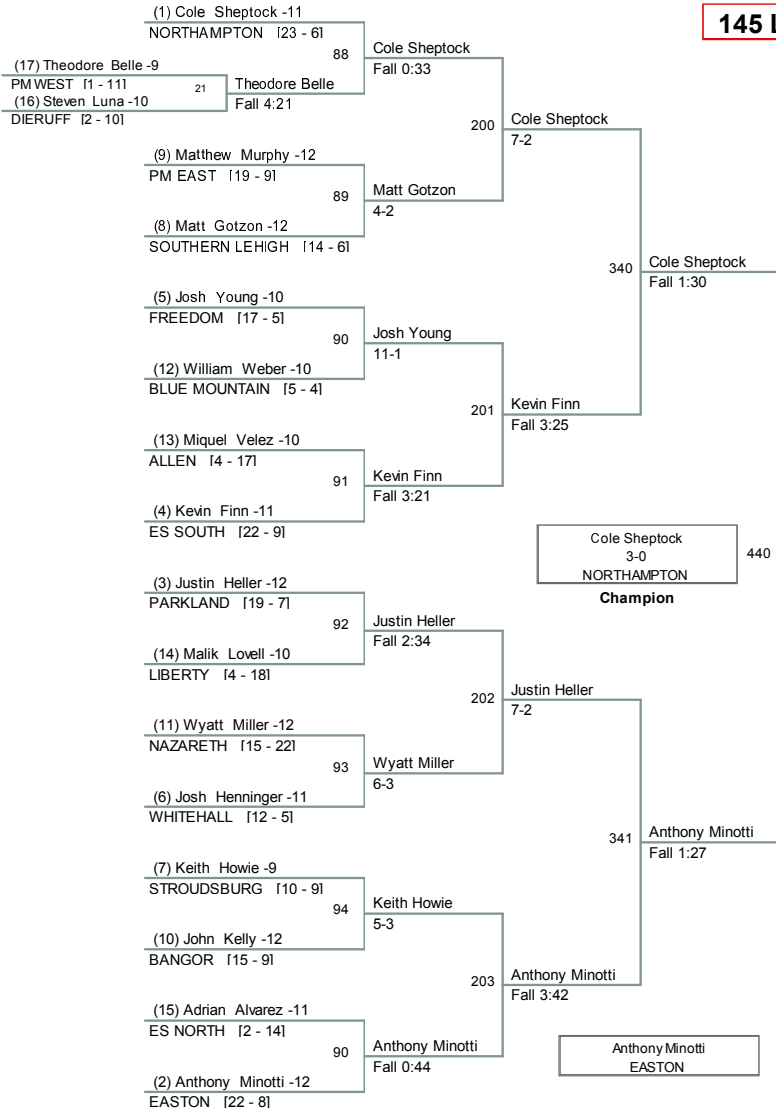 145 L
(1) Cole Sheptock -11
NORTHAMPTON [23 - 6]
88
(17) Theodore Belle -9
PM WEST [1 - 11]
21
(16) Steven Luna -10
DIERUFF [2 - 10]
Theodore Belle
Fall 4:21
Cole Sheptock
Fall 0:33
200
(9) Matthew Murphy -12
PM EAST [19 - 9]
89
(8) Matt Gotzon -12
SOUTHERN LEHIGH [14 - 6]
Matt Gotzon
4-2
Cole Sheptock
7-2
340
(5) Josh Young -10
FREEDOM [17 - 5]
90
(12) William Weber -10
BLUE MOUNTAIN [5 - 4]
Josh Young
11-1
201
(13) Miquel Velez -10
ALLEN [4 - 17]
91
(4) Kevin Finn -11
ES SOUTH [22 - 9]
Kevin Finn
Fall 3:21
Kevin Finn
Fall 3:25
Cole Sheptock
Fall 1:30
Cole Sheptock
3-0
NORTHAMPTON
440
Champion
(3) Justin Heller -12
PARKLAND [19 - 7]
92
(14) Malik Lovell -10
LIBERTY [4 - 18]
Justin Heller
Fall 2:34
202
(11) Wyatt Miller -12
NAZARETH [15 - 22]
93
(6) Josh Henninger -11
WHITEHALL [12 - 5]
Wyatt Miller
6-3
Justin Heller
7-2
341
(7) Keith Howie -9
STROUDSBURG [10 - 9]
94
(10) John Kelly -12
BANGOR [15 - 9]
Keith Howie
5-3
203
(15) Adrian Alvarez -11
ES NORTH [2 - 14]
90
(2) Anthony Minotti -12
EASTON [22 - 8]
Anthony Minotti
Fall 0:44
Anthony Minotti
Fall 3:42
Anthony Minotti
Fall 1:27
Anthony Minotti
EASTON